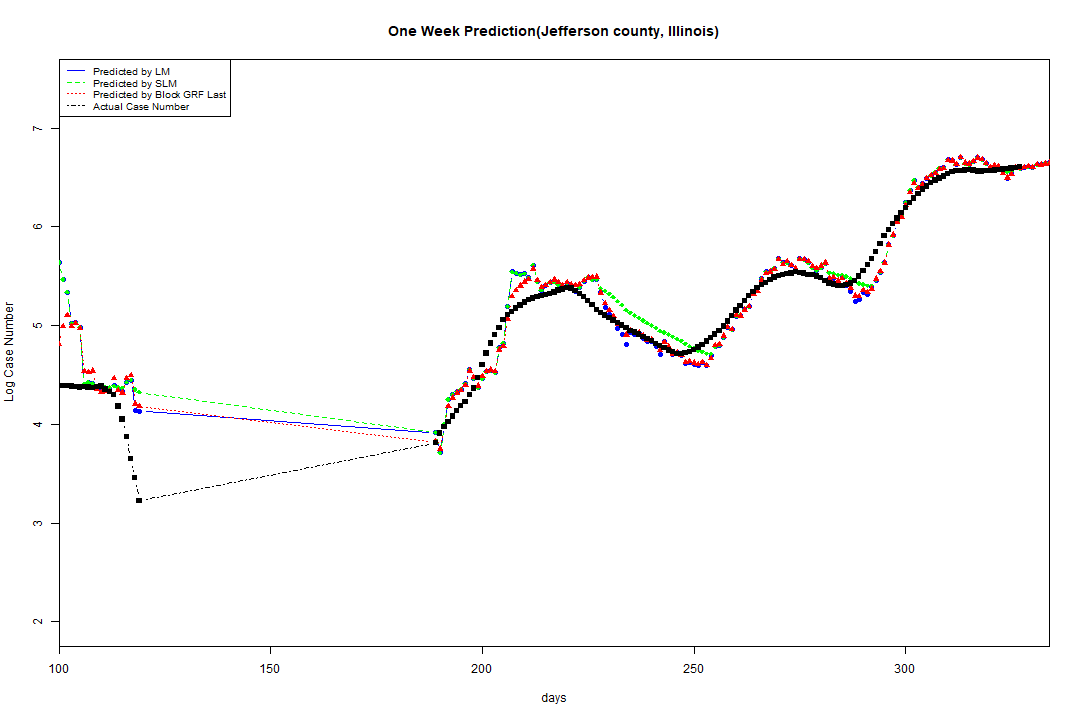 One Week Prediction(Jefferson county, Illinois)
Predicted by LM
Predicted by SLM
Predicted by Block GRF Last
Actual Case Number
Log Case Number
7
6
5
4
3
2
100 150 200 250 300
days